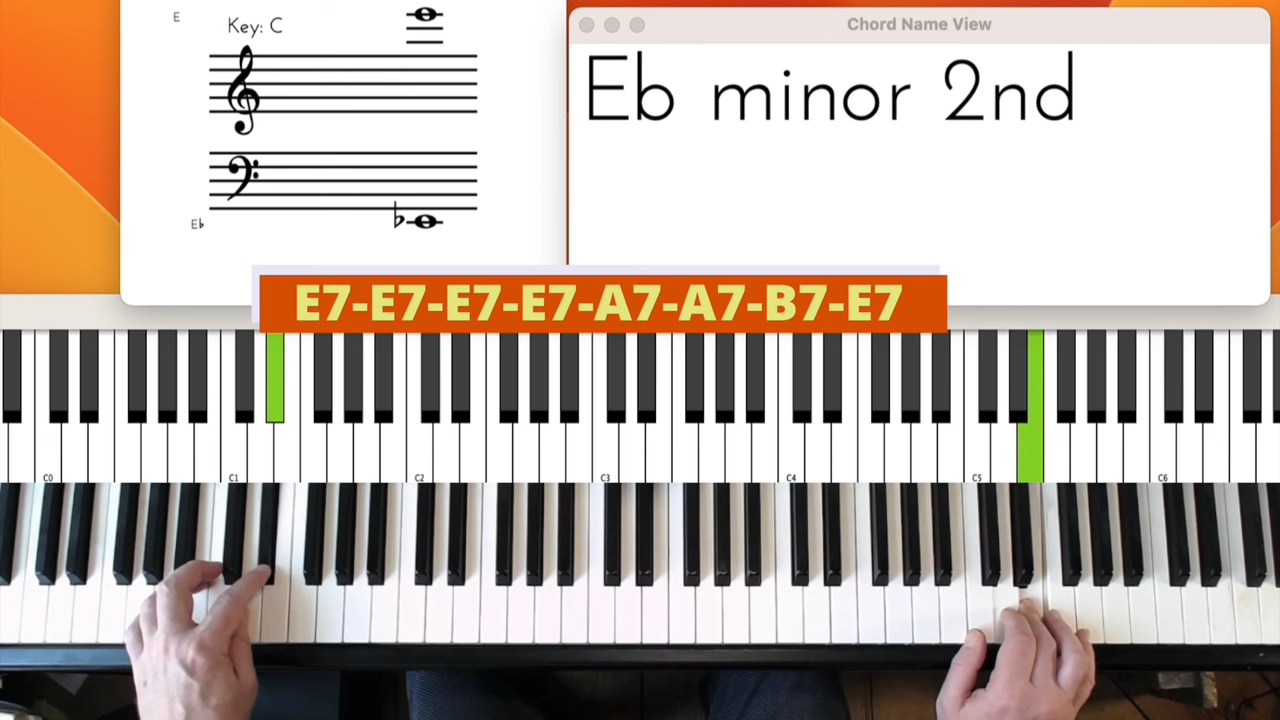 E
Key: C
E♭
Chord Name View
Eb minor 2nd
E7-E7-E7-E7-A7-A7-B7-E7
C0
C1
C2
C3
C4
C5
C6